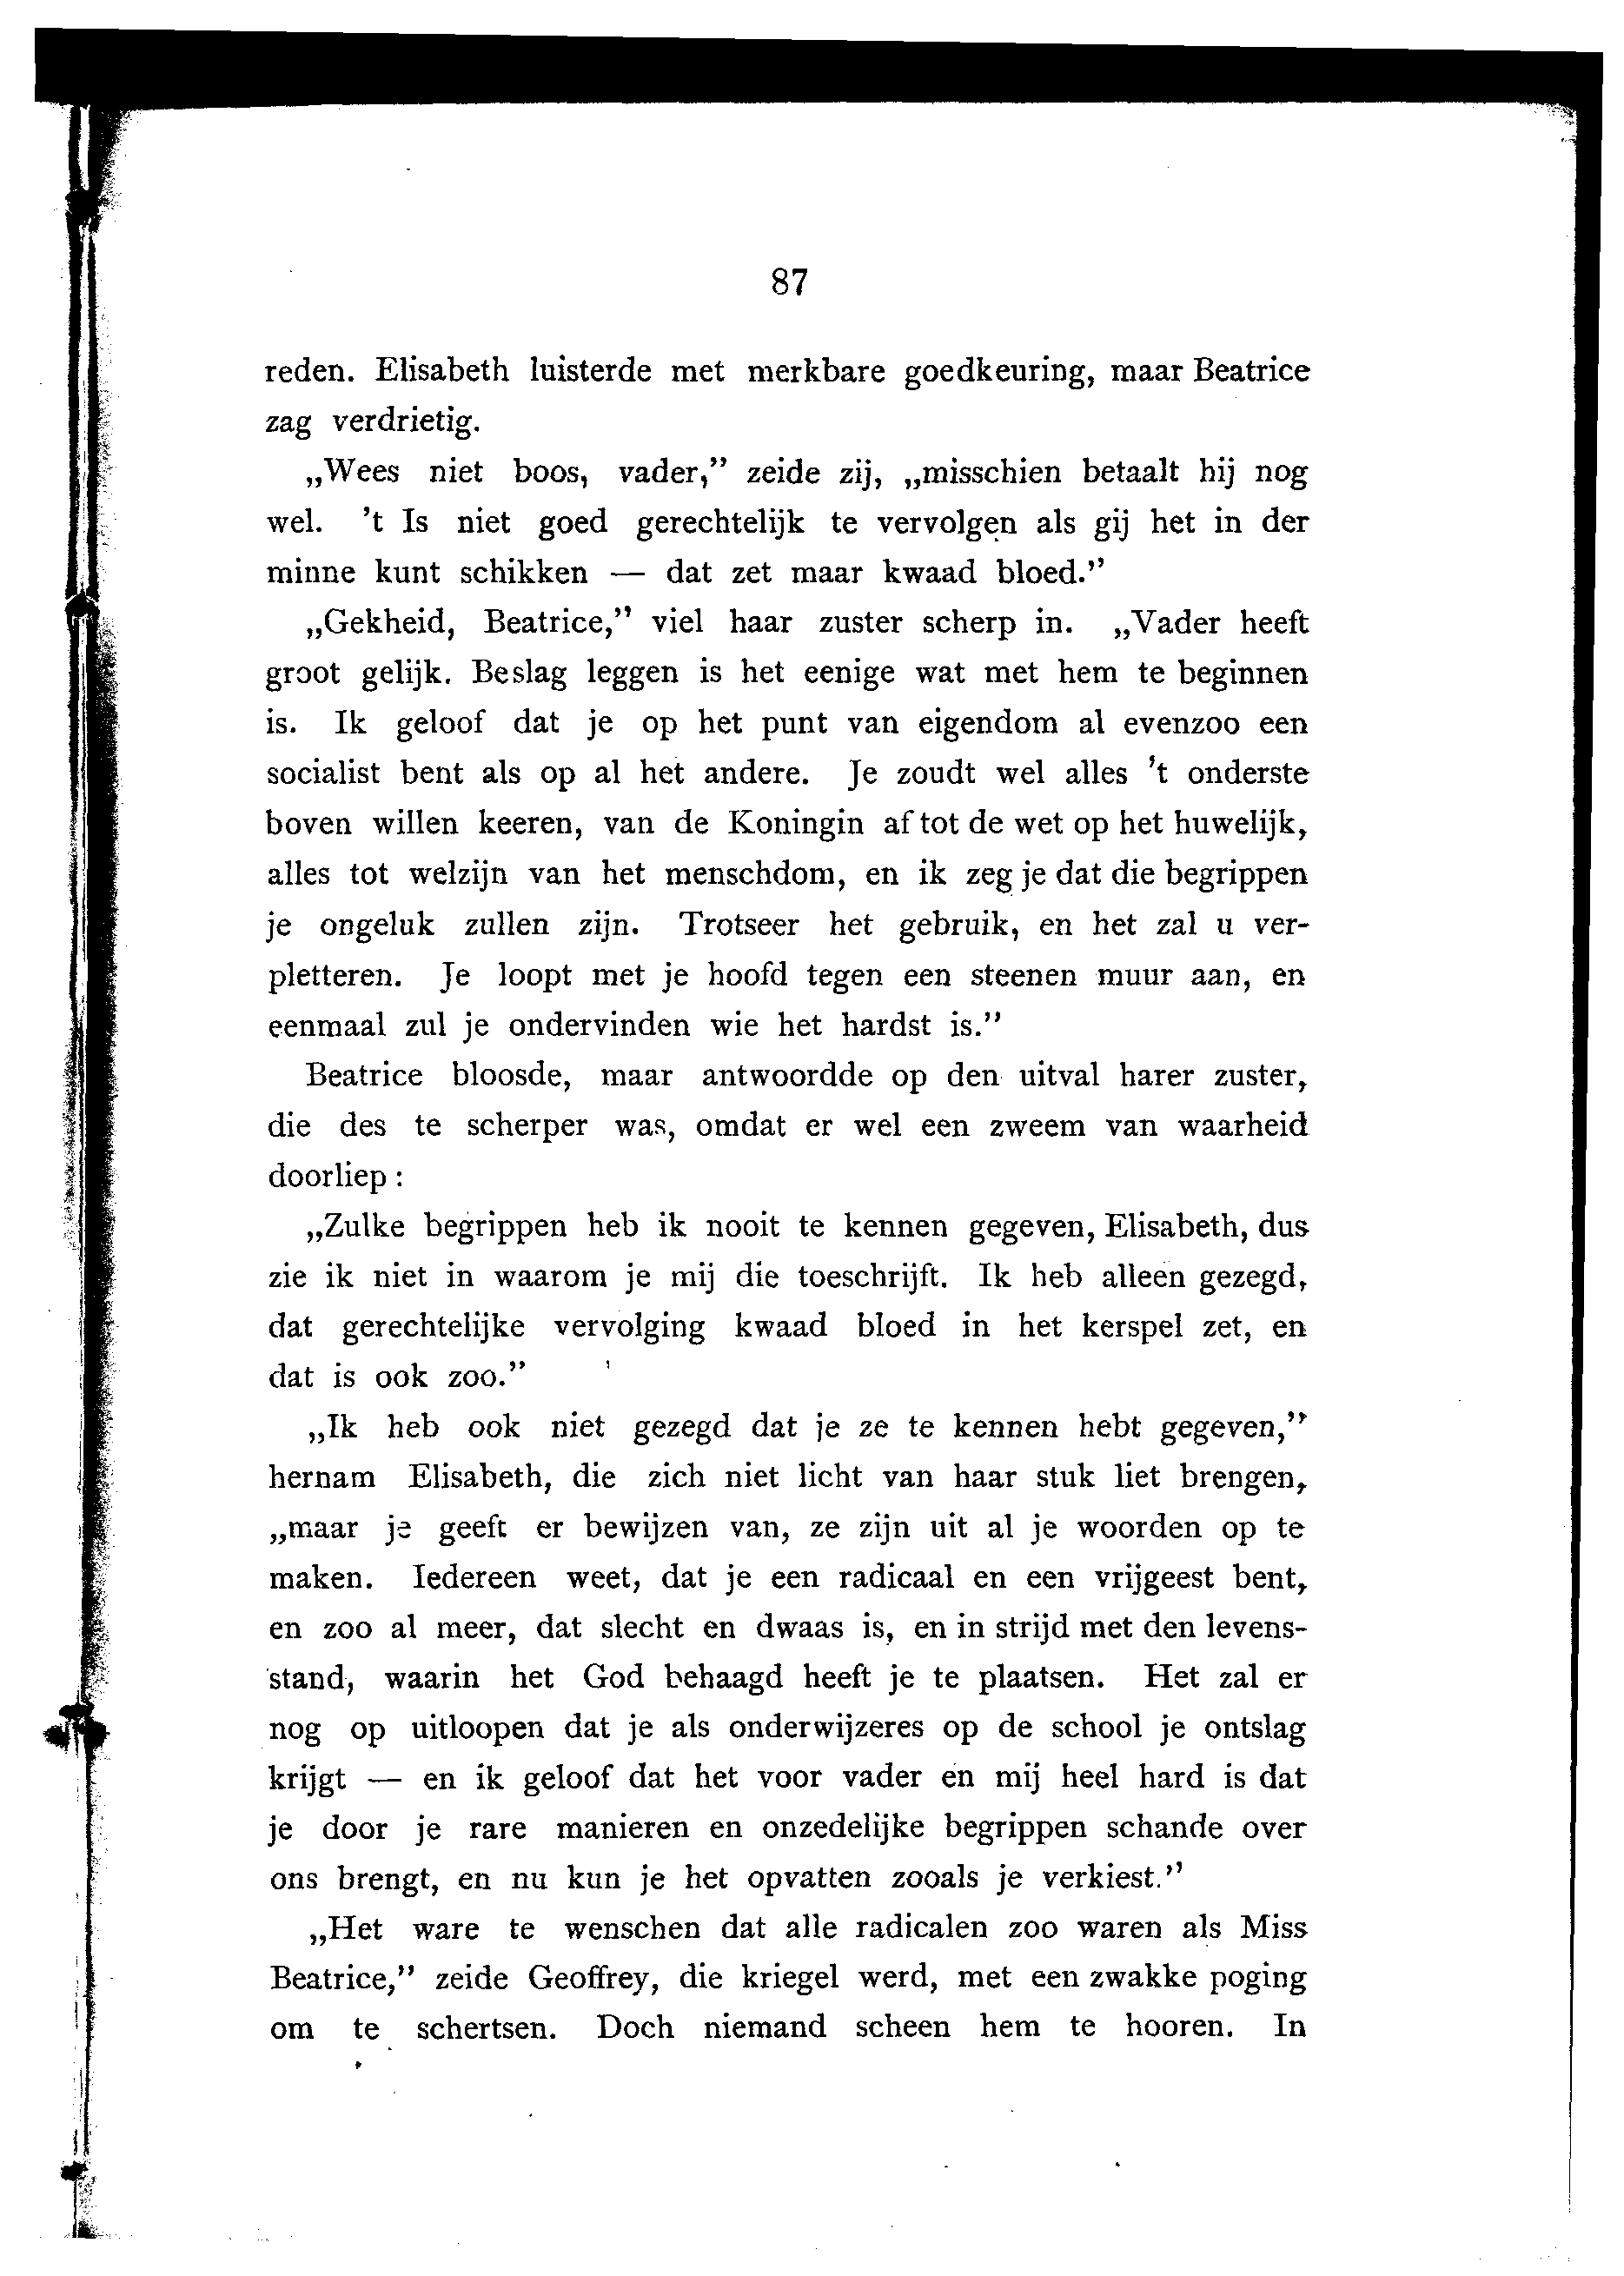 87
reden. Elisabeth luisterde met merkbare goedkeuring, maar Beatrice
zag verdrietig.
„Wees niet boos, vader,” zeide zij, „misschien betaalt hij nog
wel. 't Is niet goed gerechtelijk te vervolgen als gij het in der
minne kunt schikken — dat zet maar kwaad bloed.”
„Gekheid, Beatrice,” viel haar zuster scherp in. „Vader heeft
groot gelijk. Beslag leggen is het eenige wat met hem te beginnen
is. Ik geloof dat je op het punt van eigendom al evenzoo een
socialist bent als op al het andere. Je zoudt wel alles 't onderste
boven willen keeren, van de Koningin af tot de wet op het huwelijk,
alles tot welzijn van het menschdom, en ik zeg je dat die begrippen
je ongeluk zullen zijn. Trotseer het gebruik, en het zal u ver-
pletteren. Je loopt met je hoofd tegen een steenen muur aan, en
eenmaal zul je ondervinden wie het hardst is.”
Beatrice bloosde, maar antwoordde op den uitval harer zuster,
die des te scherper was, omdat er wel een zweem van waarheid
doorliep:
„Zulke begrippen heb ik nooit te kennen gegeven, Elisabeth, dus
zie ik niet in waarom je mij die toeschrijft. Ik heb alleen gezegd,
dat gerechtelijke vervolging kwaad bloed in het kerspel zet, en
dat is ook zoo.”
„Ik heb ook niet gezegd dat je ze te kennen hebt gegeven,”
hernam Elisabeth, die zich niet licht van haar stuk liet brengen,
„maar je geeft er bewijzen van, ze zijn uit al je woorden op te
maken. Iedereen weet, dat je een radicaal en een vrijgeest bent,
en zoo al meer, dat slecht en dwaas is, en in strijd met den levens-
stand, waarin het God behaagd heeft je te plaatsen. Het zal er
nog op uitloopen dat je als onderwijzeres op de school je ontslag
krijgt — en ik geloof dat het voor vader en mij heel hard is dat
je door je rare manieren en onzedelijke begrippen schande over
ons brengt, en nu kun je het opvatten zooals je verkiest.”
„Het ware te wenschen dat alle radicalen zoo waren als Miss
Beatrice,” zeide Geoffrey, die kriegel werd, met een zwakke poging
om te schertsen. Doch niemand scheen hem te hooren. In